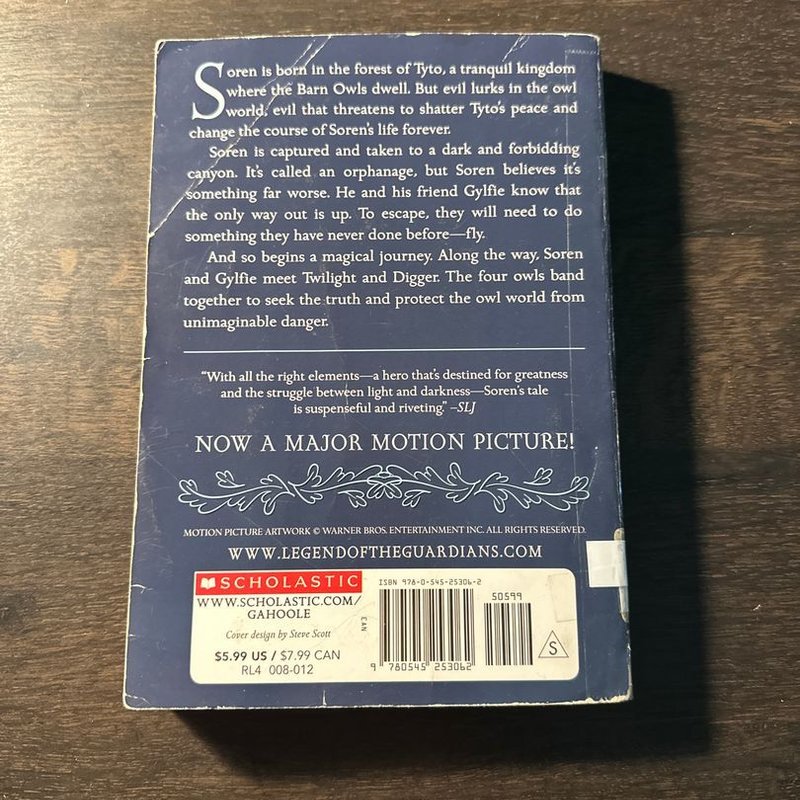 Soren is born in the forest of Tyto, a tranquil kingdom
where the Barn Owls dwell. But evil lurks in the owl
world, evil that threatens to shatter Tyto's peace and
change the course of Soren's life forever.
Soren is captured and taken to a dark and forbidding
canyon. It's called an orphanage, but Soren believes it's
something far worse. He and his friend Gylfie know that
the only way out is up. To escape, they will need to do
something they have never done before—fly.
And so begins a magical journey. Along the way, Soren
and Gylfie meet Twilight and Digger. The four owls band
together to seek the truth and protect the owl world from
unimaginable danger.
"With all the right elements—a hero that's destined for greatness
and the struggle between light and darkness—Soren's tale
is suspenseful and riveting." –SLJ
NOW A MAJOR MOTION PICTURE!
MOTION PICTURE ARTWORK © WARNER BROS. ENTERTAINMENT INC. ALL RIGHTS RESERVED.
WWW.LEGENDOFTHEGUARDIANS.COM
SCHOLASTIC
WWW.SCHOLASTIC.COM/
GAHOOLE
Cover design by Steve Scott
$5.99 US / $7.99 CAN
RL4 008-012
ISBN 978-0-545-25306-2
50599
EAN
9 780545 253062
S